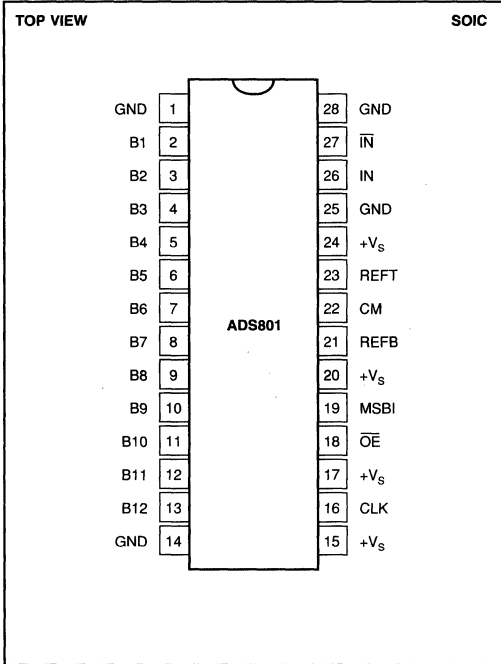 TOP VIEW SOIC
GND 1 28 GND
B1 2 27 I̅N̅
B2 3 26 IN
B3 4 25 GND
B4 5 24 +VS
B5 6 23 REFT
B6 7 22 CM
ADS801
B7 8 21 REFB
B8 9 20 +VS
B9 10 19 MSBI
B10 11 18 O̅E̅
B11 12 17 +VS
B12 13 16 CLK
GND 14 15 +VS